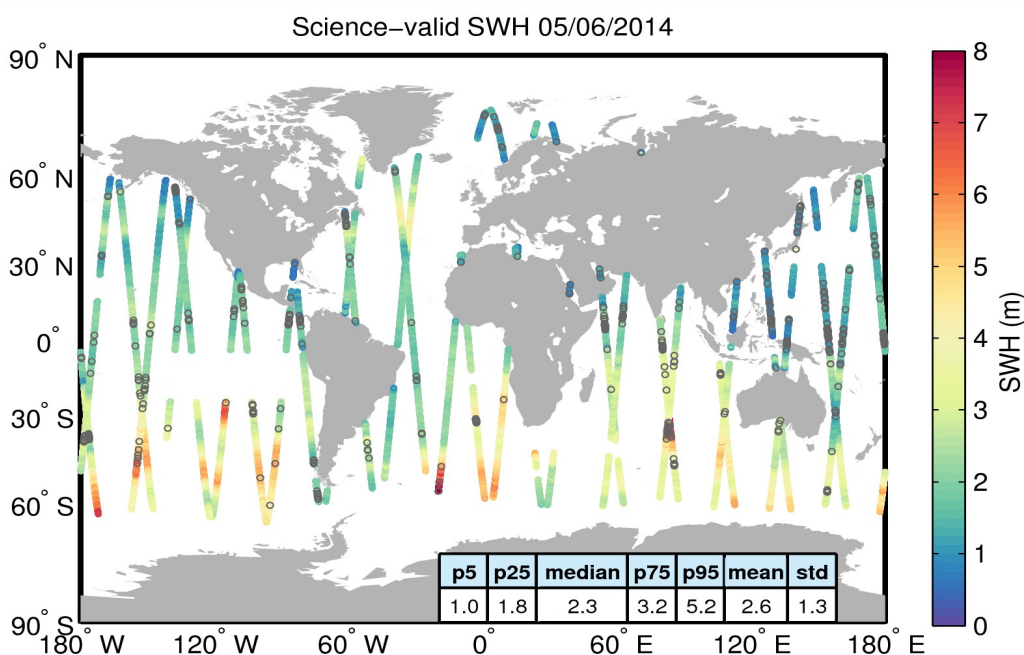 Science−valid SWH 05/06/2014
90° N
60° N
30° N
0°
30° S
60° S
90° S
180° W
120° W
60° W
0°
60° E
120° E
180° E
p5 p25 median p75 p95 mean std
1.0 1.8 2.3 3.2 5.2 2.6 1.3
8
7
6
5
4
3
2
1
0
SWH (m)